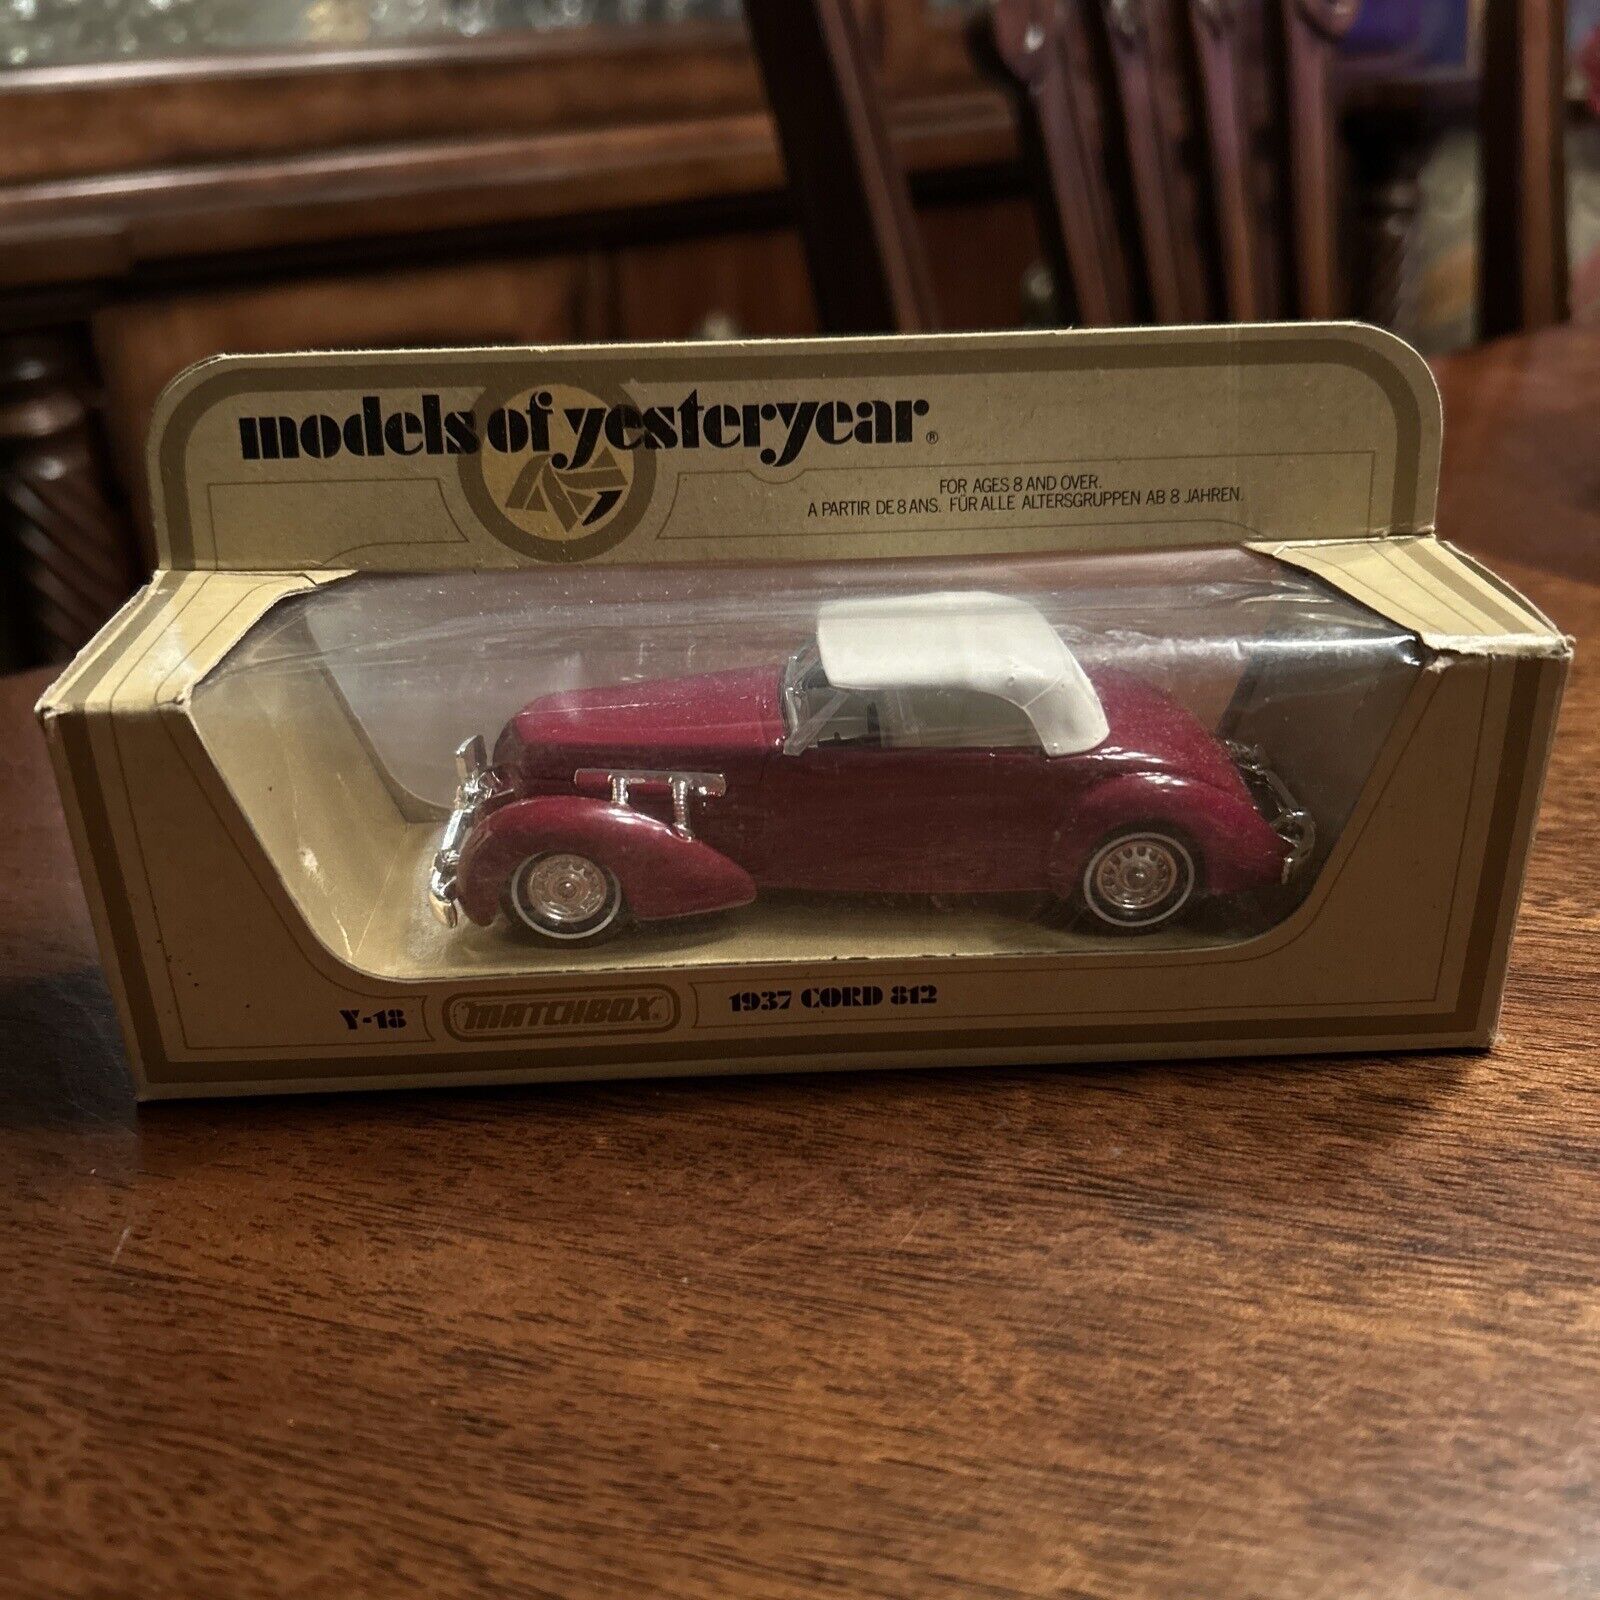 models of yesteryear®
FOR AGES 8 AND OVER.
A PARTIR DE 8 ANS. FÜR ALLE ALTERSGRUPPEN AB 8 JAHREN.
Y-18
MATCHBOX
1937 CORD 812